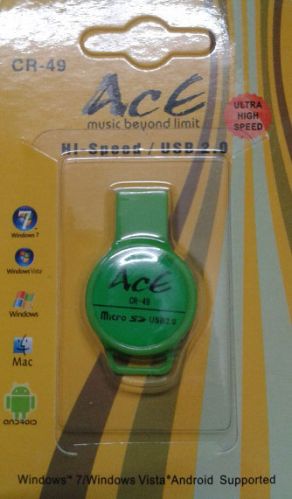 CR-49
AcE
music beyond limit
ULTRA
HIGH
SPEED
HI-Speed / USB 2.0
Windows 7
Windows Vista
Windows
Mac
ANDROID
AcE
CR-49
Micro SD USB2.0
Windows™ 7/Windows Vista®Android Supported